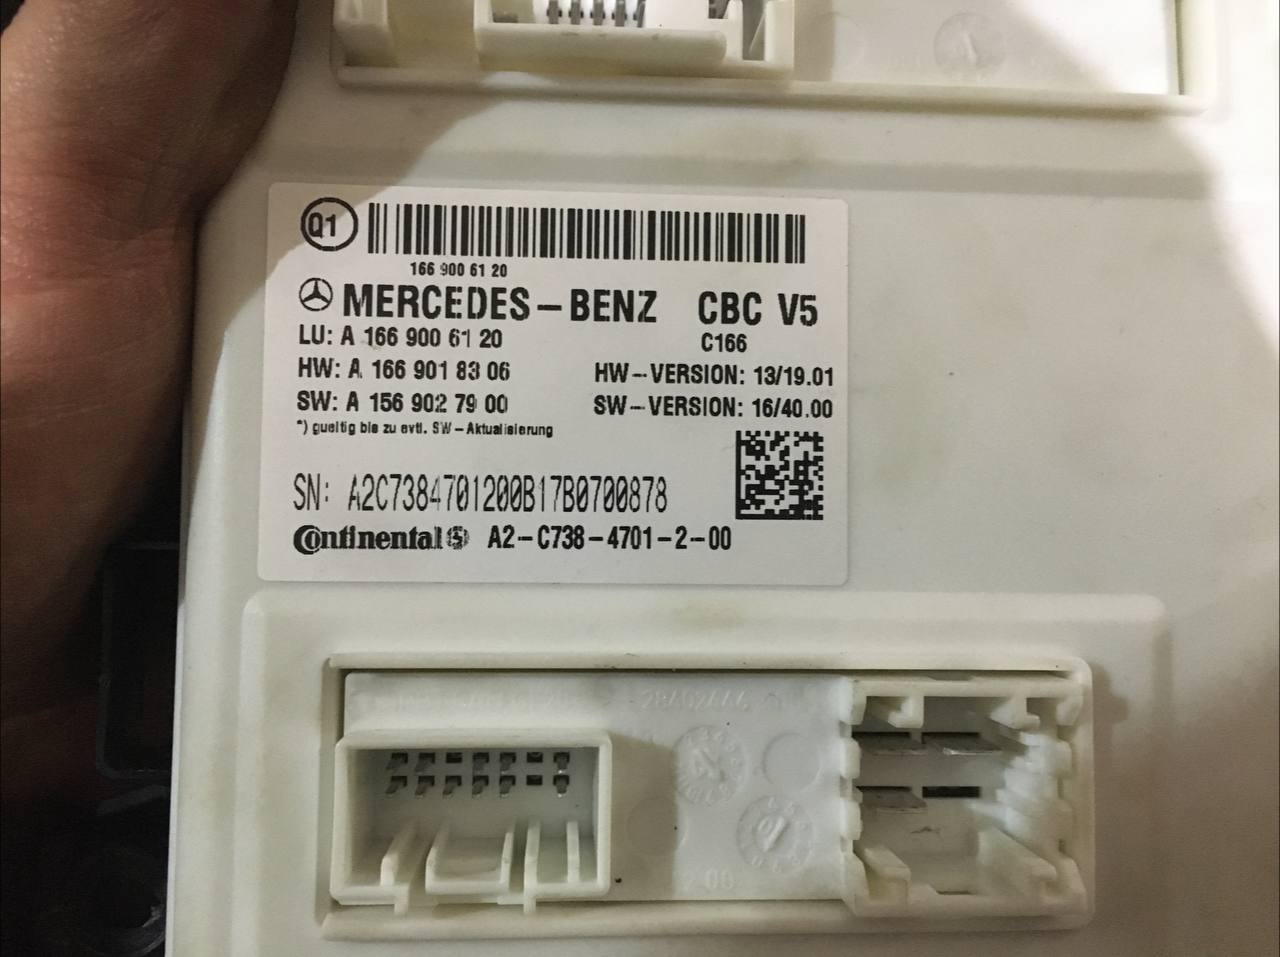 Q1
166 900 61 20
MERCEDES-BENZ CBC V5
LU: A 166 900 61 20
C166
HW: A 166 901 83 06 HW-VERSION: 13/19.01
SW: A 156 902 79 00 SW-VERSION: 16/40.00
*) gueltig bis zu evtl. SW-Aktualisierung
SN: A2C7384701200B17B0700878
Continental A2-C738-4701-2-00